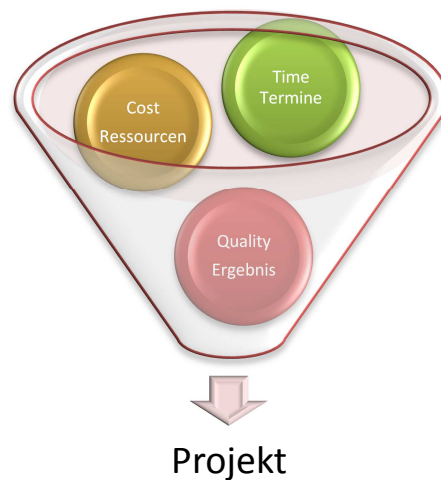 Time
Termine
Cost
Ressourcen
Quality
Ergebnis
Projekt